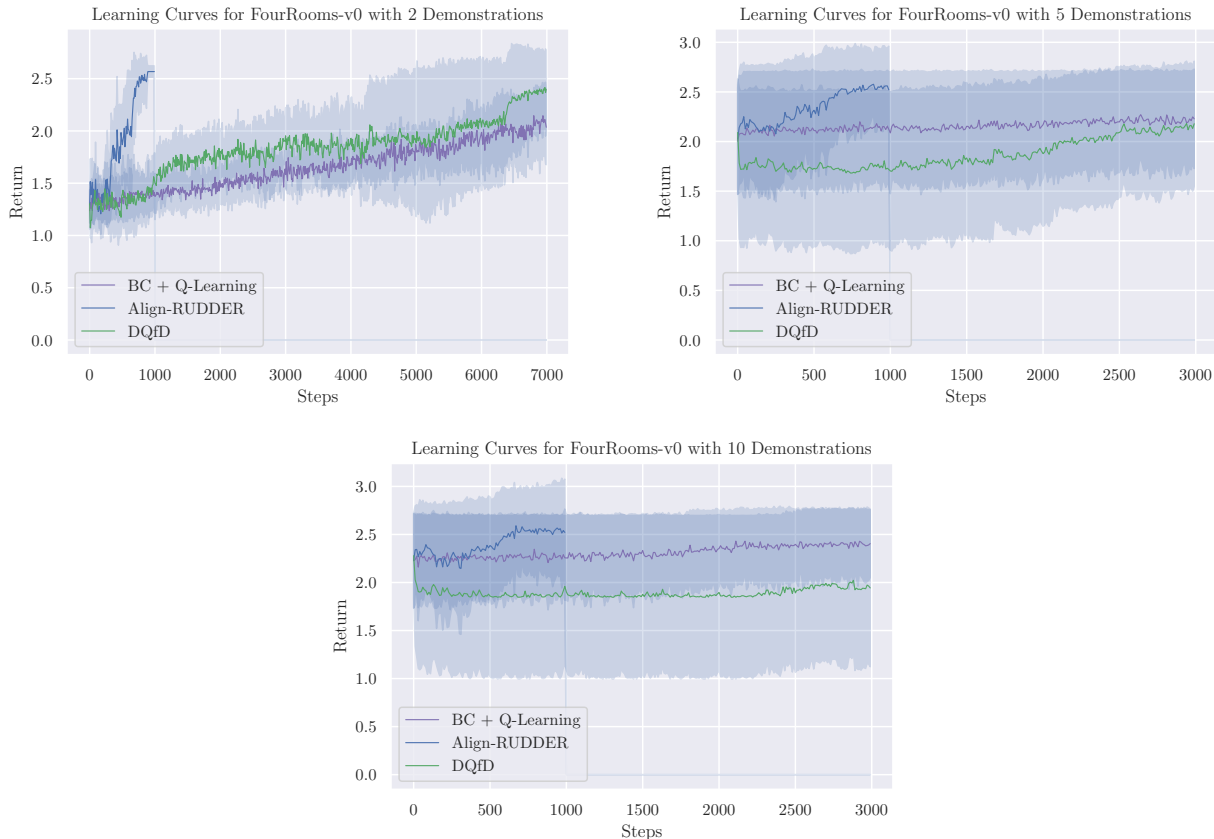 Learning Curves for FourRooms-v0 with 2 Demonstrations
Return
2.5
2.0
1.5
1.0
0.5
0.0
BC + Q-Learning
Align-RUDDER
DQfD
0 1000 2000 3000 4000 5000 6000 7000
Steps
Learning Curves for FourRooms-v0 with 5 Demonstrations
Return
3.0
2.5
2.0
1.5
1.0
0.5
0.0
BC + Q-Learning
Align-RUDDER
DQfD
0 500 1000 1500 2000 2500 3000
Steps
Learning Curves for FourRooms-v0 with 10 Demonstrations
Return
3.0
2.5
2.0
1.5
1.0
0.5
0.0
BC + Q-Learning
Align-RUDDER
DQfD
0 500 1000 1500 2000 2500 3000
Steps